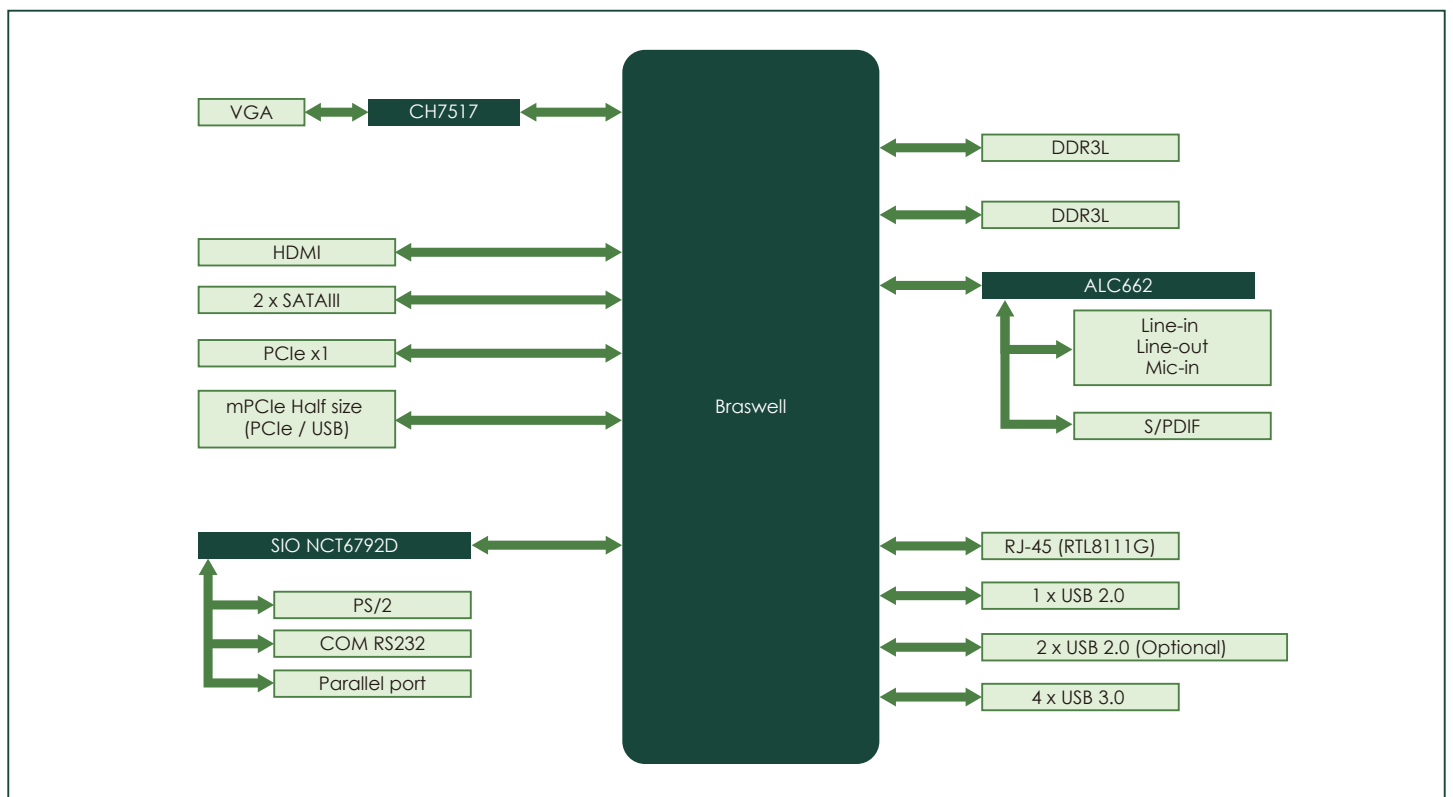 VGA
CH7517
HDMI
2 x SATAIII
PCIe x1
mPCIe Half size
(PCIe / USB)
SIO NCT6792D
PS/2
COM RS232
Parallel port
Braswell
DDR3L
DDR3L
ALC662
Line-in
Line-out
Mic-in
S/PDIF
RJ-45 (RTL8111G)
1 x USB 2.0
2 x USB 2.0 (Optional)
4 x USB 3.0